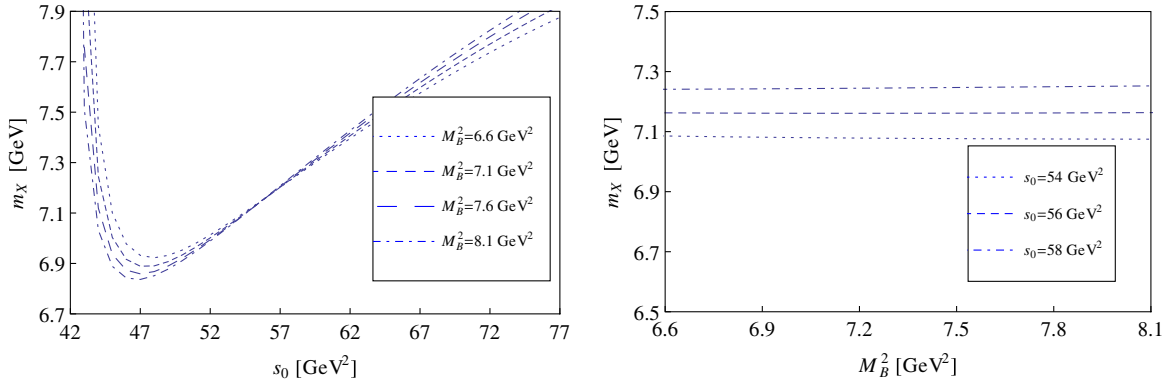 7.9
7.7
7.5
7.3
7.1
6.9
6.7
m_X [GeV]
42 47 52 57 62 67 72 77
s_0 [GeV^2]
M_B^2=6.6 GeV^2
M_B^2=7.1 GeV^2
M_B^2=7.6 GeV^2
M_B^2=8.1 GeV^2
7.5
7.3
7.1
6.9
6.7
6.5
m_X [GeV]
6.6 6.9 7.2 7.5 7.8 8.1
M_B^2 [GeV^2]
s_0=54 GeV^2
s_0=56 GeV^2
s_0=58 GeV^2